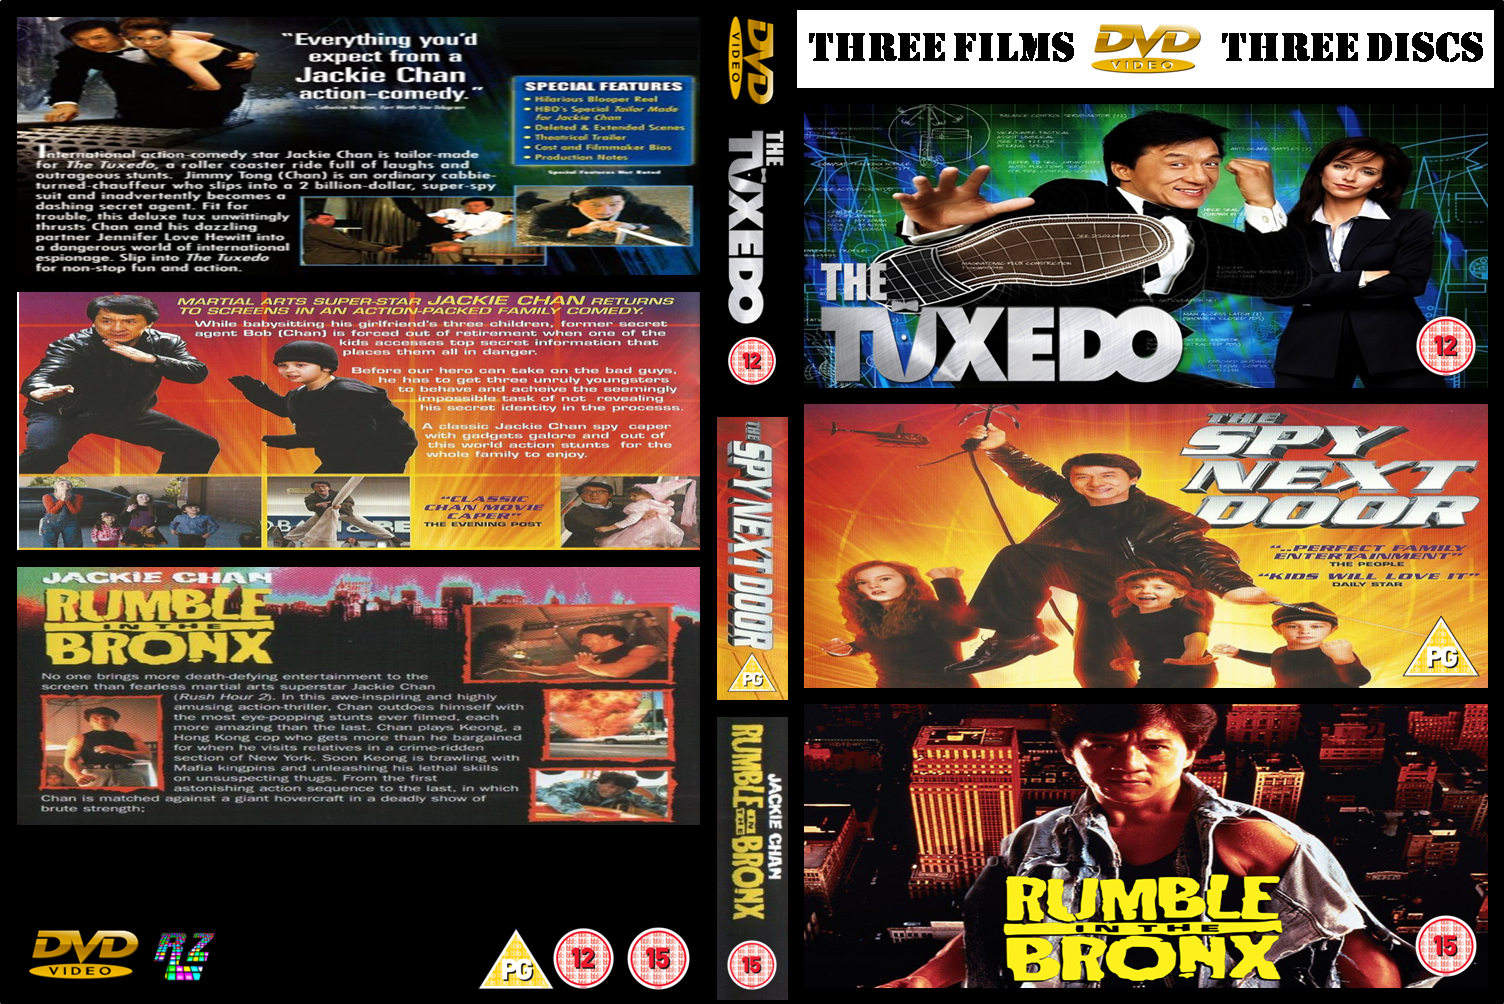 "Everything you'd
expect from a
Jackie Chan
action-comedy."
SPECIAL FEATURES
• Hilarious Blooper Reel
• HBO's Special Tailor Made
for Jackie Chan
• Deleted & Extended Scenes
• Theatrical Trailer
• Cast and Filmmaker Bios
• Production Notes
Special Features Not Rated
International action-comedy star Jackie Chan is tailor-made
for The Tuxedo, a roller coaster ride full of laughs and
outrageous stunts. Jimmy Tong (Chan) is an ordinary cabbie-
turned-chauffeur who slips into a 2 billion-dollar, super-spy
suit and inadvertently becomes a
dashing secret agent. Fit for
trouble, this deluxe tux unwittingly
thrusts Chan and his dazzling
partner Jennifer Love Hewitt into
a dangerous world of international
espionage. Slip into The Tuxedo
for non-stop fun and action.
MARTIAL ARTS SUPER-STAR JACKIE CHAN RETURNS
TO SCREENS IN AN ACTION-PACKED FAMILY COMEDY.
While babysitting his girlfriend's three children, former secret
agent Bob (Chan) is forced out of retirement when one of the
kids accesses top secret information that
places them all in danger.
Before our hero can take on the bad guys,
he has to get three unruly youngsters
to behave and acheive the seemingly
impossible task of not revealing
his secret identity in the processs.
A classic Jackie Chan spy caper
with gadgets galore and out of
this world action stunts for the
whole family to enjoy.
"CLASSIC
CHAN MOVIE
CAPER"
THE EVENING POST
JACKIE CHAN
RUMBLE
IN THE
BRONX
No one brings more death-defying entertainment to the
screen than fearless martial arts superstar Jackie Chan
(Rush Hour 2). In this awe-inspiring and highly
amusing action-thriller, Chan outdoes himself with
the most eye-popping stunts ever filmed, each
more amazing than the last. Chan plays Keong, a
Hong Kong cop who gets more than he bargained
for when he visits relatives in a crime-ridden
section of New York. Soon Keong is brawling with
Mafia kingpins and unleashing his lethal skills
on unsuspecting thugs. From the first
astonishing action sequence to the last, in which
Chan is matched against a giant hovercraft in a deadly show of
brute strength;
DVD
VIDEO
PG
12
15
DVD
VIDEO
THE
TUXEDO
12
THE
SPY NEXT DOOR
PG
JACKIE CHAN
RUMBLE
IN THE
BRONX
15
THREE FILMS
DVD
VIDEO
THREE DISCS
THE
TUXEDO
12
THE
SPY
NEXT
DOOR
"...PERFECT FAMILY
ENTERTAINMENT"
THE PEOPLE
"KIDS WILL LOVE IT"
DAILY STAR
PG
RUMBLE
IN THE
BRONX
15